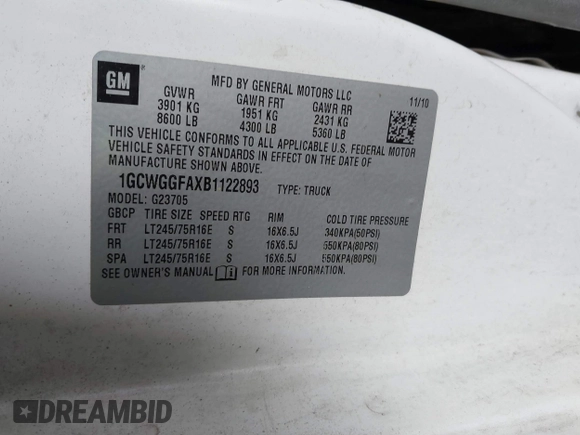 GM
MFD BY GENERAL MOTORS LLC
GVWR GAWR FRT GAWR RR 11/10
3901 KG 1951 KG 2431 KG
8600 LB 4300 LB 5360 LB
THIS VEHICLE CONFORMS TO ALL APPLICABLE U.S. FEDERAL MOTOR
VEHICLE SAFETY STANDARDS IN EFFECT ON THE DATE OF
MANUFACTURE SHOWN ABOVE.
1GCWGGFAXB1122893 TYPE: TRUCK
MODEL: G23705
GBCP TIRE SIZE SPEED RTG RIM COLD TIRE PRESSURE
FRT LT245/75R16E S 16X6.5J 340KPA(50PSI)
RR LT245/75R16E S 16X6.5J 550KPA(80PSI)
SPA LT245/75R16E S 16X6.5J 550KPA(80PSI)
SEE OWNER'S MANUAL FOR MORE INFORMATION.
DREAMBID